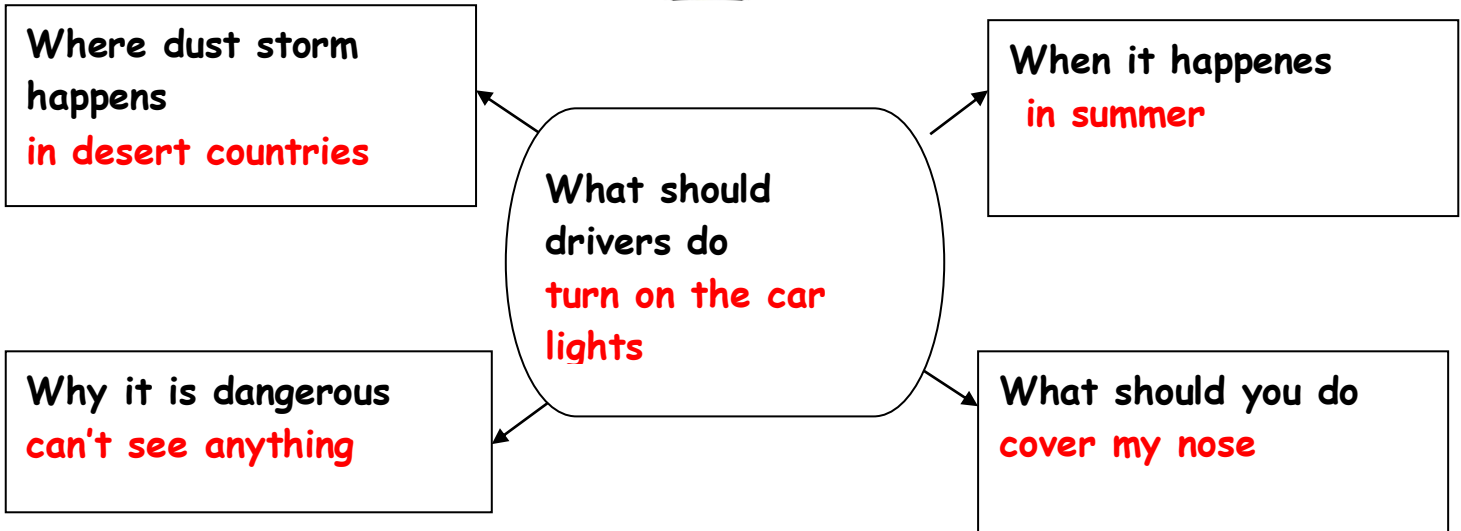 Where dust storm
happens
in desert countries
When it happenes
in summer
What should
drivers do
turn on the car
lights
Why it is dangerous
can't see anything
What should you do
cover my nose